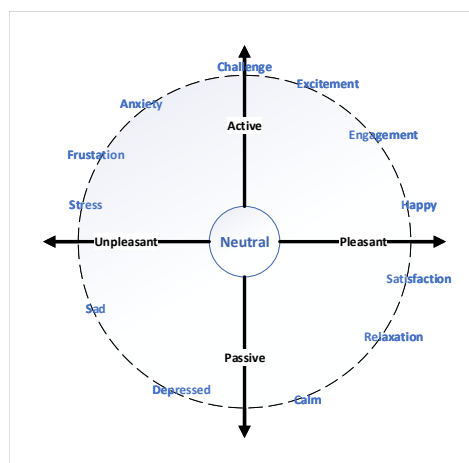 Challenge
Excitement
Anxiety
Active
Engagement
Frustation
Stress
Happy
Unpleasant
Neutral
Pleasant
Satisfaction
Sad
Relaxation
Passive
Depressed
Calm